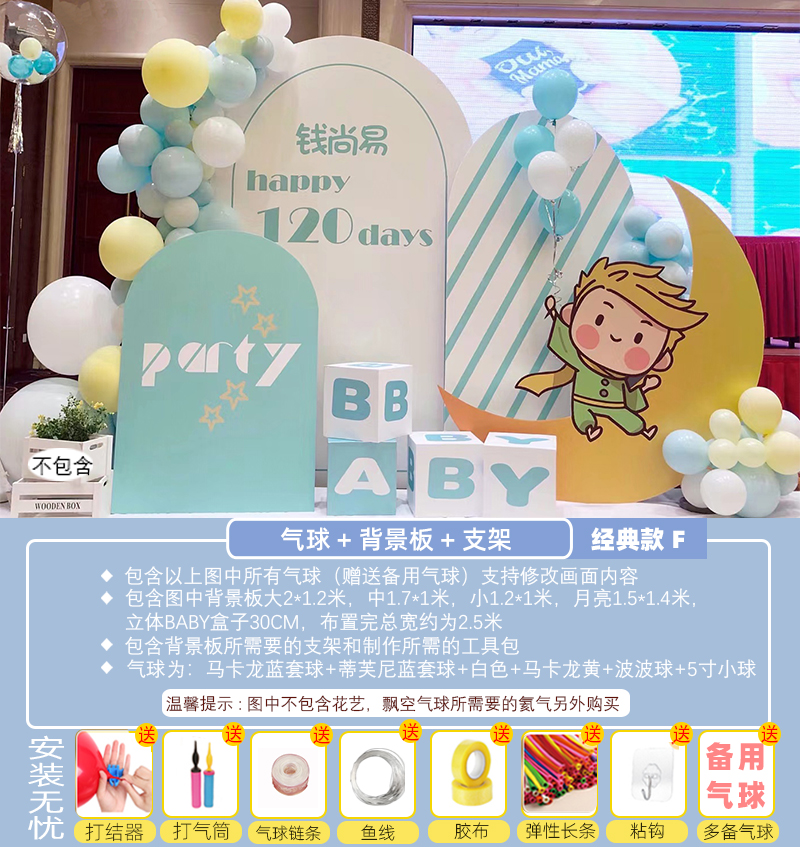 Ouh
Mama
钱尚易
happy
120 days
party
B
B
A
B
E
B
Y
Y
不包含
WOODEN BOX
气球 + 背景板 + 支架
经典款 F
◆ 包含以上图中所有气球（赠送备用气球）支持修改画面内容
◆ 包含图中背景板大2*1.2米，中1.7*1米，小1.2*1米，月亮1.5*1.4米，
立体BABY盒子30CM，布置完总宽约为2.5米
◆ 包含背景板所需要的支架和制作所需的工具包
◆ 气球为：马卡龙蓝套球+蒂芙尼蓝套球+白色+马卡龙黄+波波球+5寸小球
温馨提示 : 图中不包含花艺，飘空气球所需要的氦气另外购买
安装无忧
送
送
送
送
送
送
送
送
备用
气球
打结器
打气筒
气球链条
鱼线
胶布
弹性长条
粘钩
多备气球